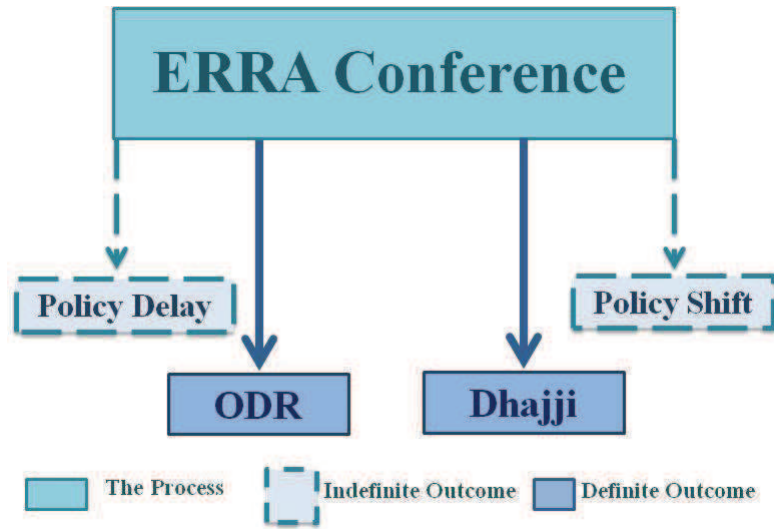 ERRA Conference
Policy Delay
Policy Shift
ODR
Dhajji
The Process
Indefinite Outcome
Definite Outcome